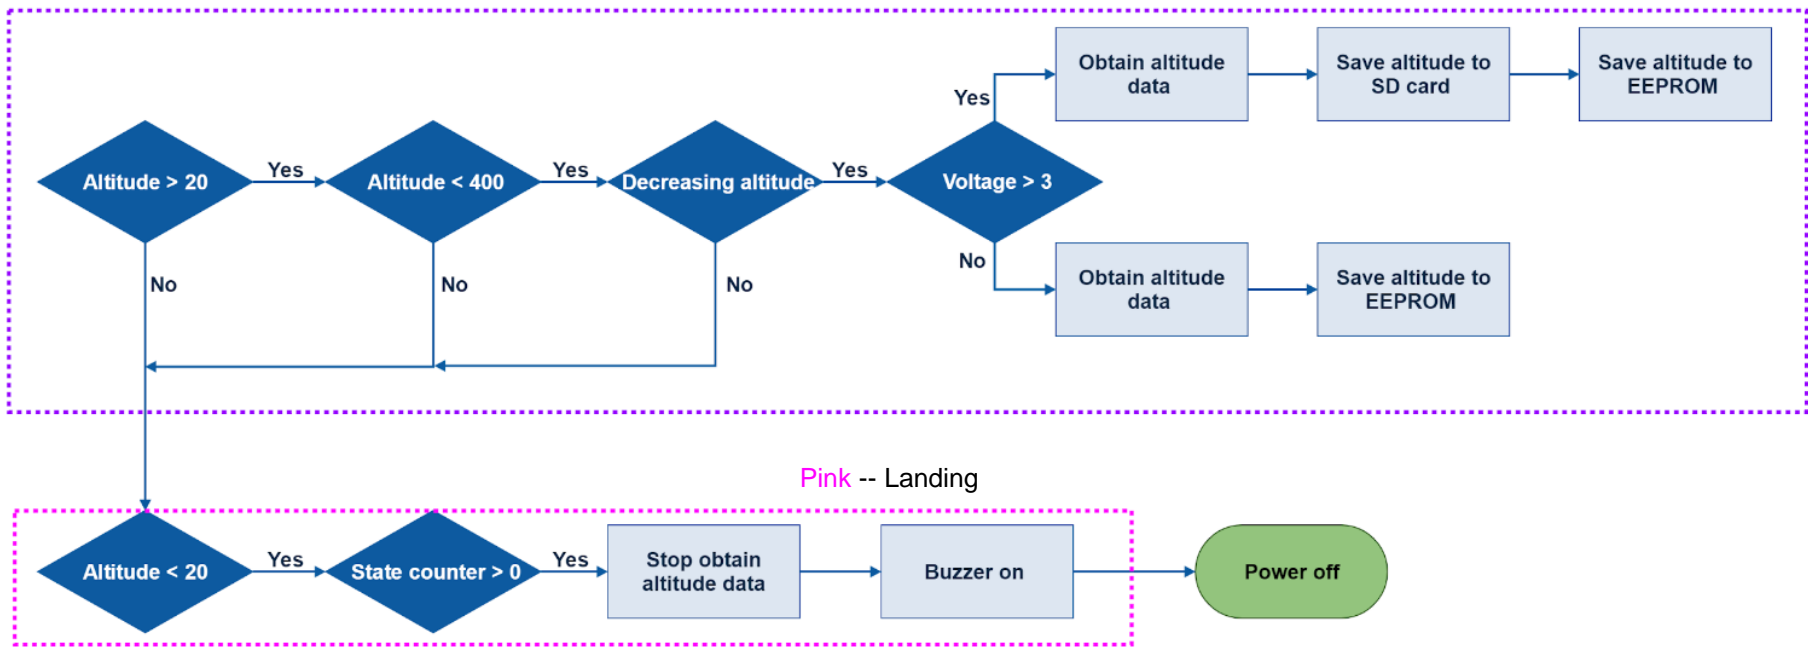 Obtain altitude
data
Save altitude to
SD card
Save altitude to
EEPROM
Yes
Altitude > 20
Yes
Altitude < 400
Yes
Decreasing altitude
Yes
Voltage > 3
No
No
No
No
Obtain altitude
data
Save altitude to
EEPROM
Pink -- Landing
Altitude < 20
Yes
State counter > 0
Yes
Stop obtain
altitude data
Buzzer on
Power off